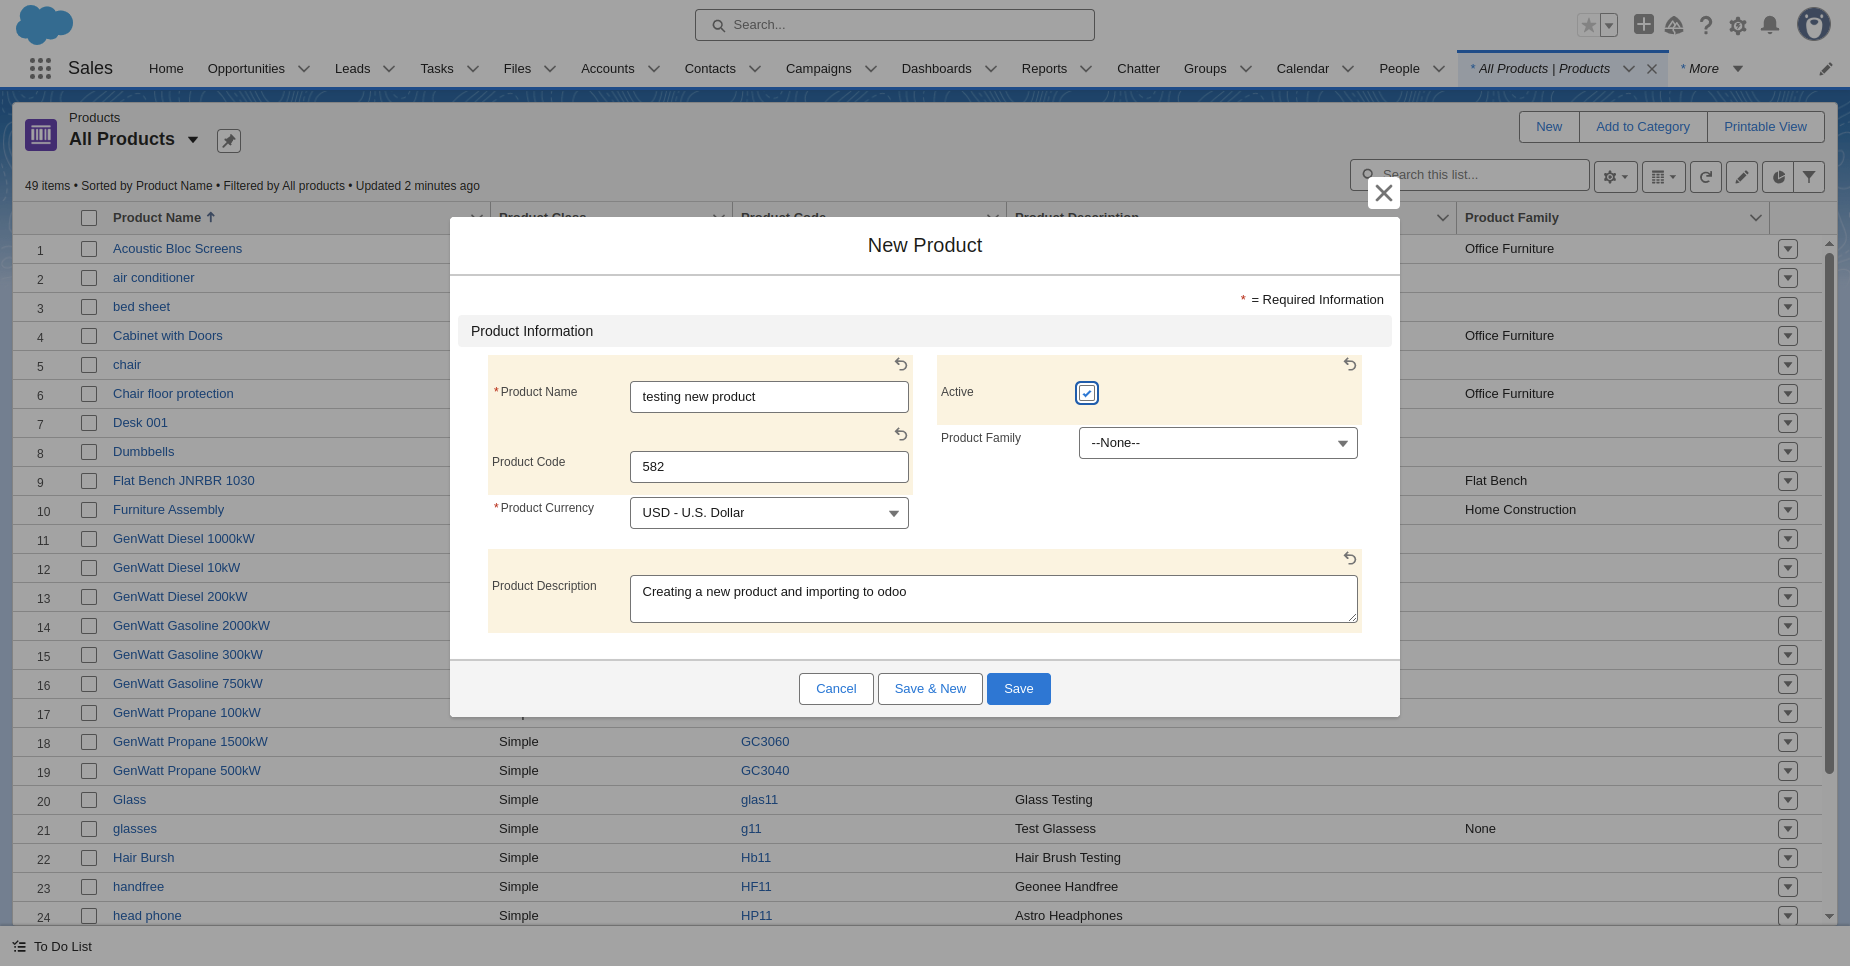 Search...
Sales
Home
Opportunities
Leads
Tasks
Files
Accounts
Contacts
Campaigns
Dashboards
Reports
Chatter
Groups
Calendar
People
* All Products | Products
* More
Products
All Products
New
Add to Category
Printable View
49 items • Sorted by Product Name • Filtered by All products • Updated 2 minutes ago
Search this list...
Product Name
Product Class
Product Code
Product Description
Product Family
1 Acoustic Bloc Screens Office Furniture
2 air conditioner
3 bed sheet
4 Cabinet with Doors Office Furniture
5 chair
6 Chair floor protection Office Furniture
7 Desk 001
8 Dumbbells
9 Flat Bench JNRBR 1030 Flat Bench
10 Furniture Assembly Home Construction
11 GenWatt Diesel 1000kW
12 GenWatt Diesel 10kW
13 GenWatt Diesel 200kW
14 GenWatt Gasoline 2000kW
15 GenWatt Gasoline 300kW
16 GenWatt Gasoline 750kW
17 GenWatt Propane 100kW
18 GenWatt Propane 1500kW Simple GC3060
19 GenWatt Propane 500kW Simple GC3040
20 Glass Simple glas11 Glass Testing
21 glasses Simple g11 Test Glassess None
22 Hair Bursh Simple Hb11 Hair Brush Testing
23 handfree Simple HF11 Geonee Handfree
24 head phone Simple HP11 Astro Headphones
New Product
* = Required Information
Product Information
*Product Name
testing new product
Active
Product Code
582
Product Family
--None--
*Product Currency
USD - U.S. Dollar
Product Description
Creating a new product and importing to odoo
Cancel
Save & New
Save
To Do List